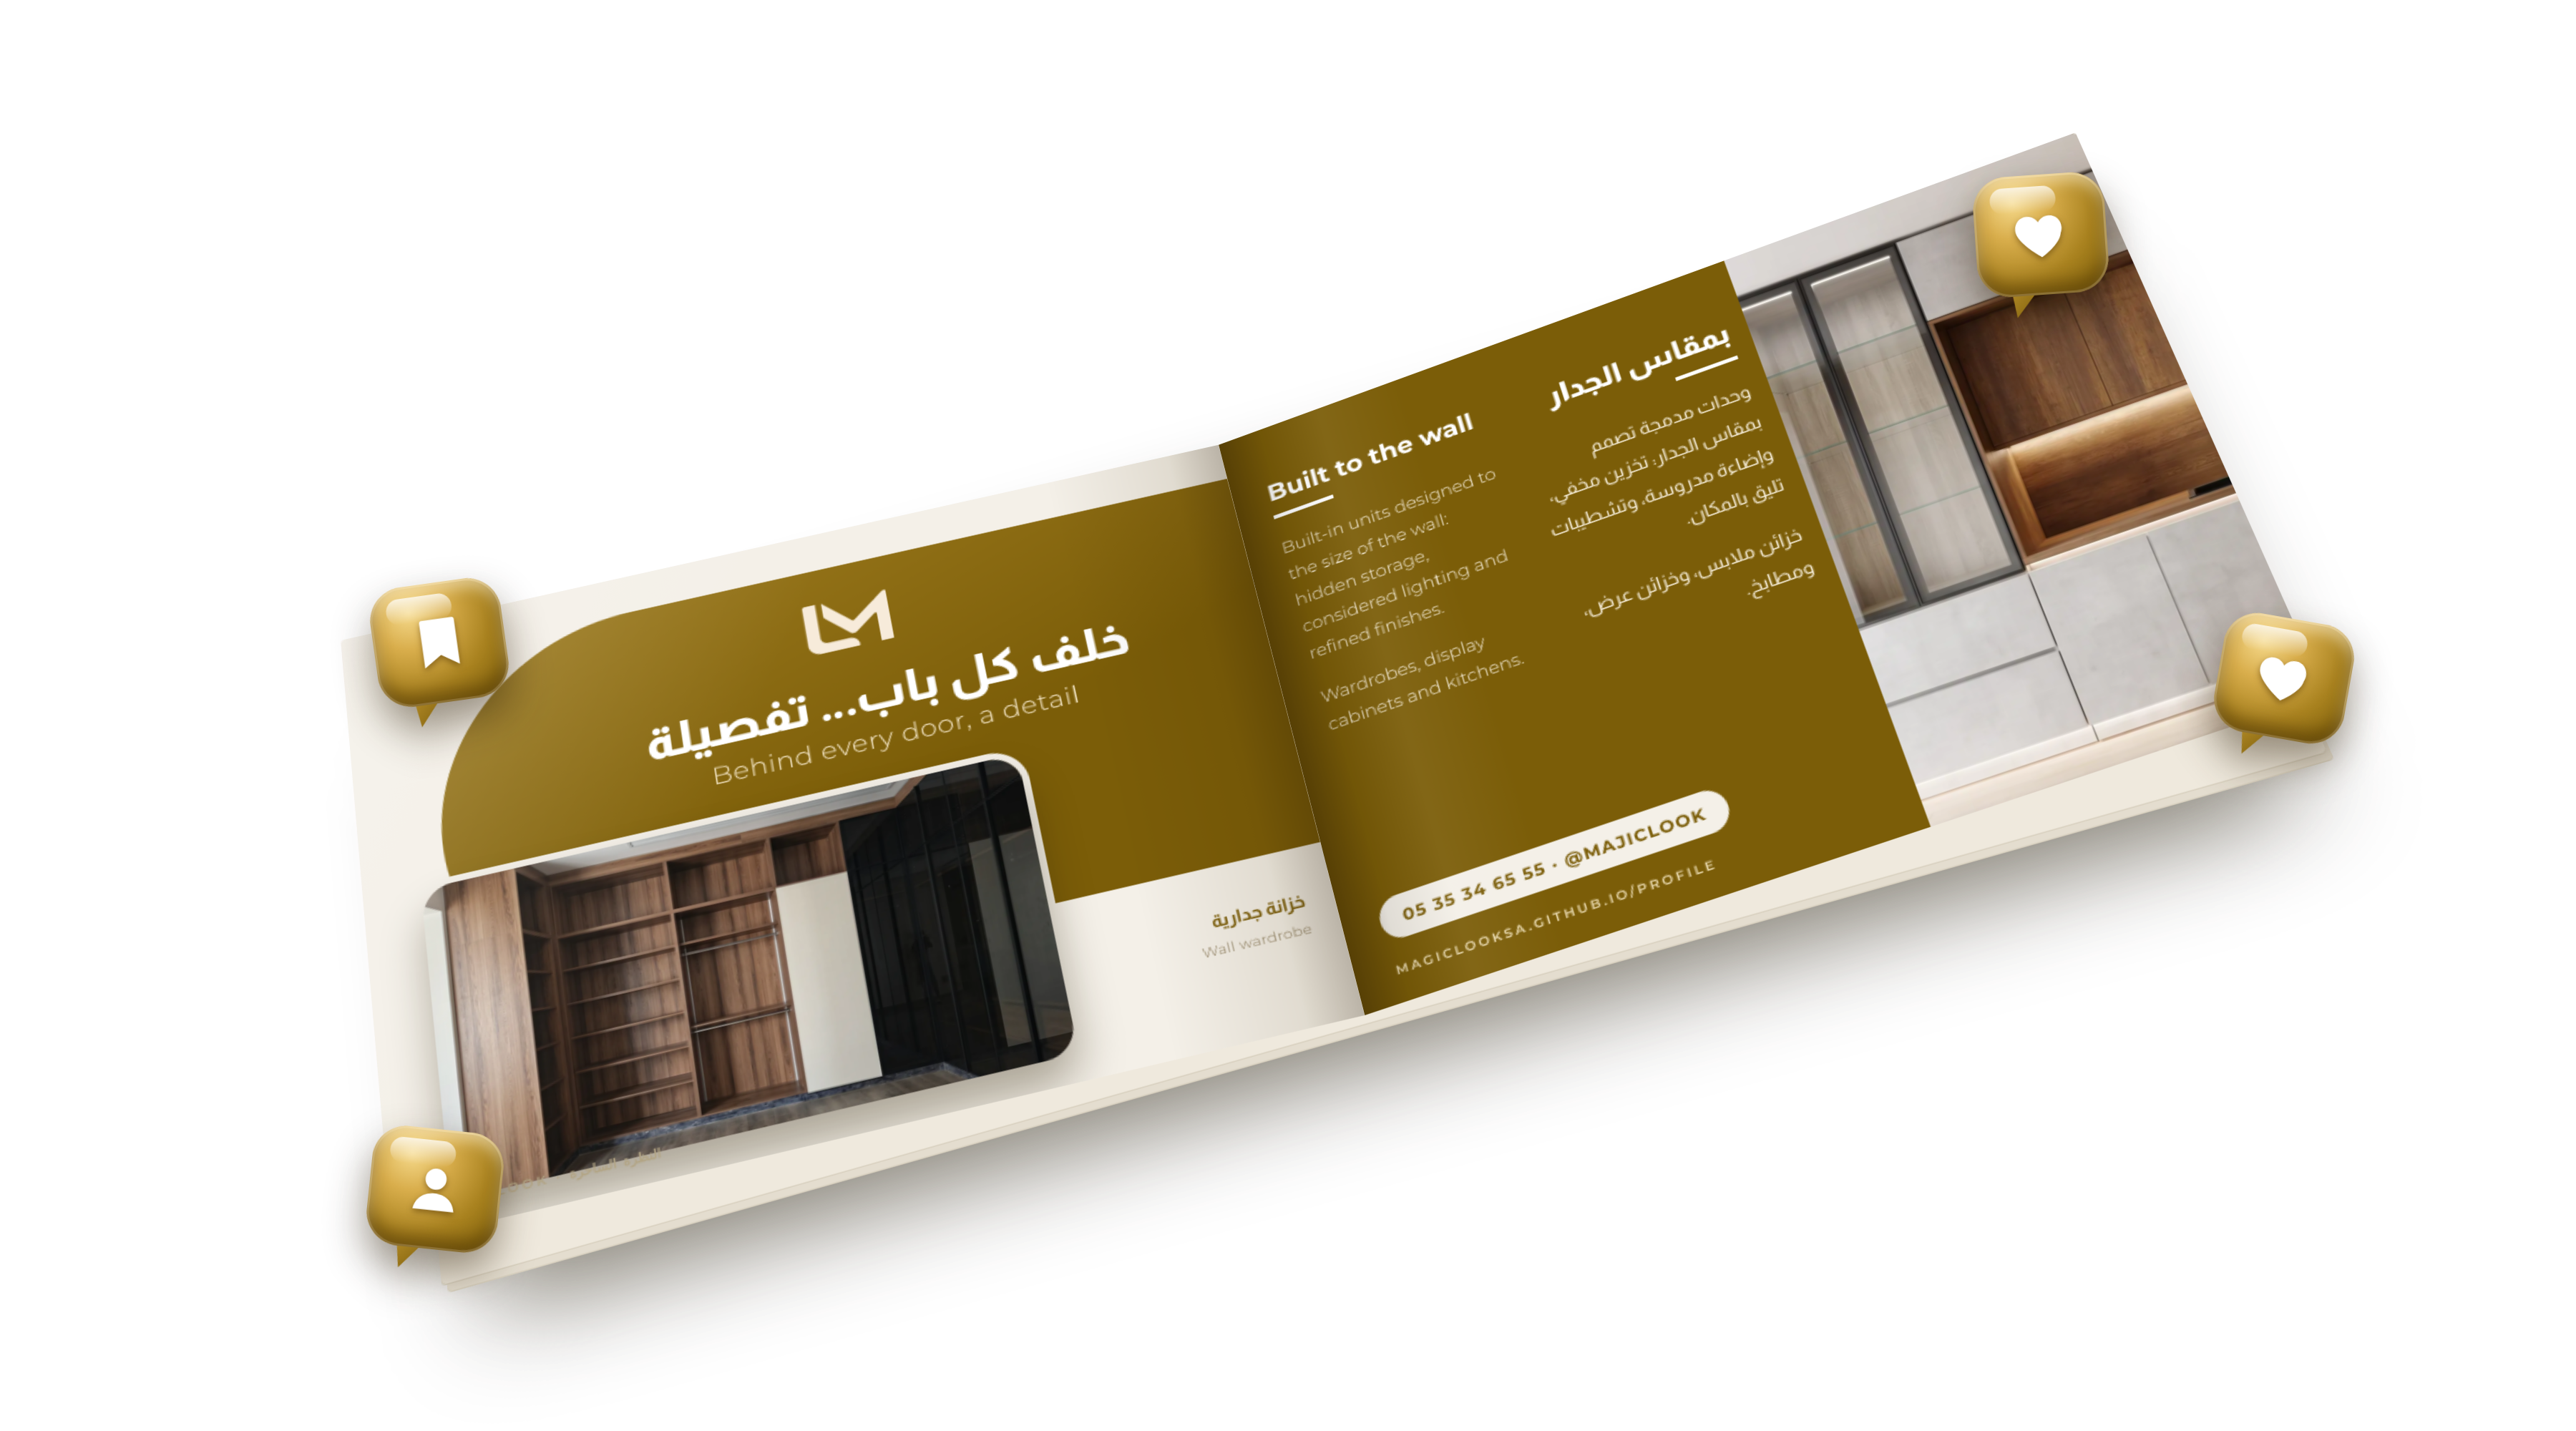 خلف كل باب... تفصيلة
Behind every door, a detail
خزانة جدارية
Wall wardrobe
Built to the wall
Built-in units designed to
the size of the wall:
hidden storage,
considered lighting and
refined finishes.
Wardrobes, display
cabinets and kitchens.
بمقاس الجدار
وحدات مدمجة تصمم
بمقاس الجدار: تخزين مخفي،
وإضاءة مدروسة، وتشطيبات
تليق بالمكان.
خزائن ملابس، وخزائن عرض،
ومطابخ.
05 35 34 65 55 · @MAJICLOOK
MAGICLOOKSA.GITHUB.IO/PROFILE